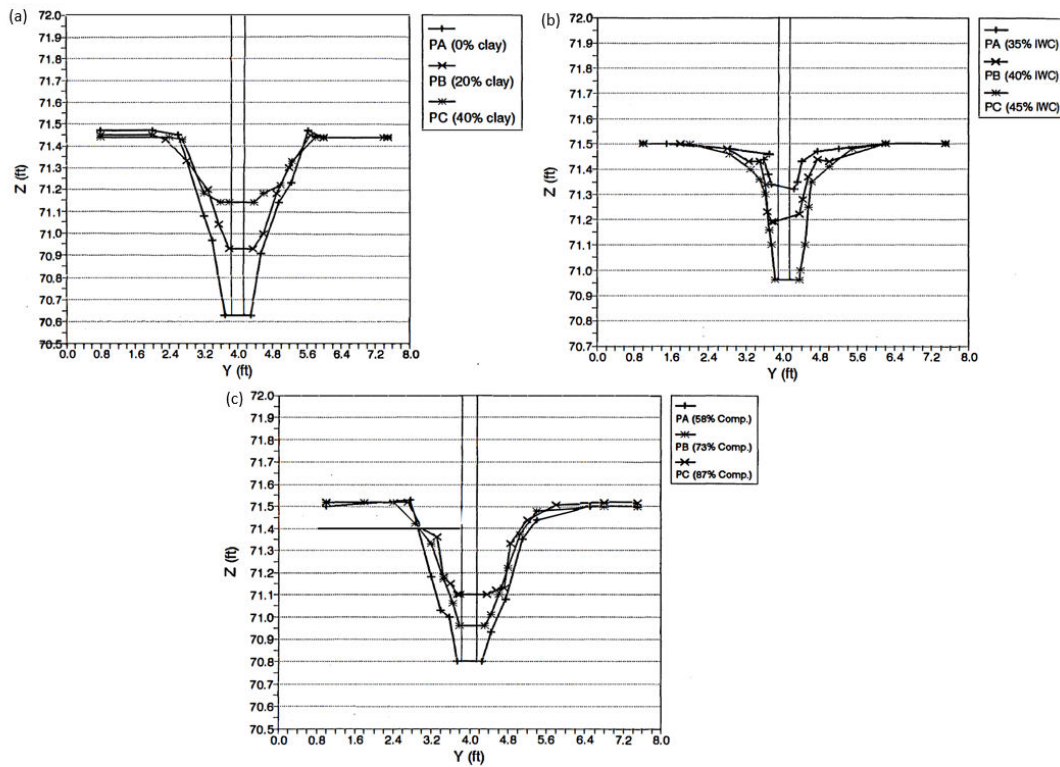 (a)
72.0
71.9
71.8
71.7
71.6
71.5
71.4
71.3
71.2
71.1
71.0
70.9
70.8
70.7
70.6
70.5
Z (ft)
0.0 0.8 1.6 2.4 3.2 4.0 4.8 5.6 6.4 7.2 8.0
Y (ft)
PA (0% clay)
PB (20% clay)
PC (40% clay)
(b)
72.0
71.9
71.8
71.7
71.6
71.5
71.4
71.3
71.2
71.1
71.0
70.9
70.8
70.7
Z (ft)
0.0 0.8 1.6 2.4 3.2 4.0 4.8 5.6 6.4 7.2 8.0
Y (ft)
PA (35% IWC)
PB (40% IWC)
PC (45% IWC)
(c)
72.0
71.9
71.8
71.7
71.6
71.5
71.4
71.3
71.2
71.1
71.0
70.9
70.8
70.7
70.6
70.5
Z (ft)
0.0 0.8 1.6 2.4 3.2 4.0 4.8 5.6 6.4 7.2 8.0
Y (ft)
PA (58% Comp.)
PB (73% Comp.)
PC (87% Comp.)